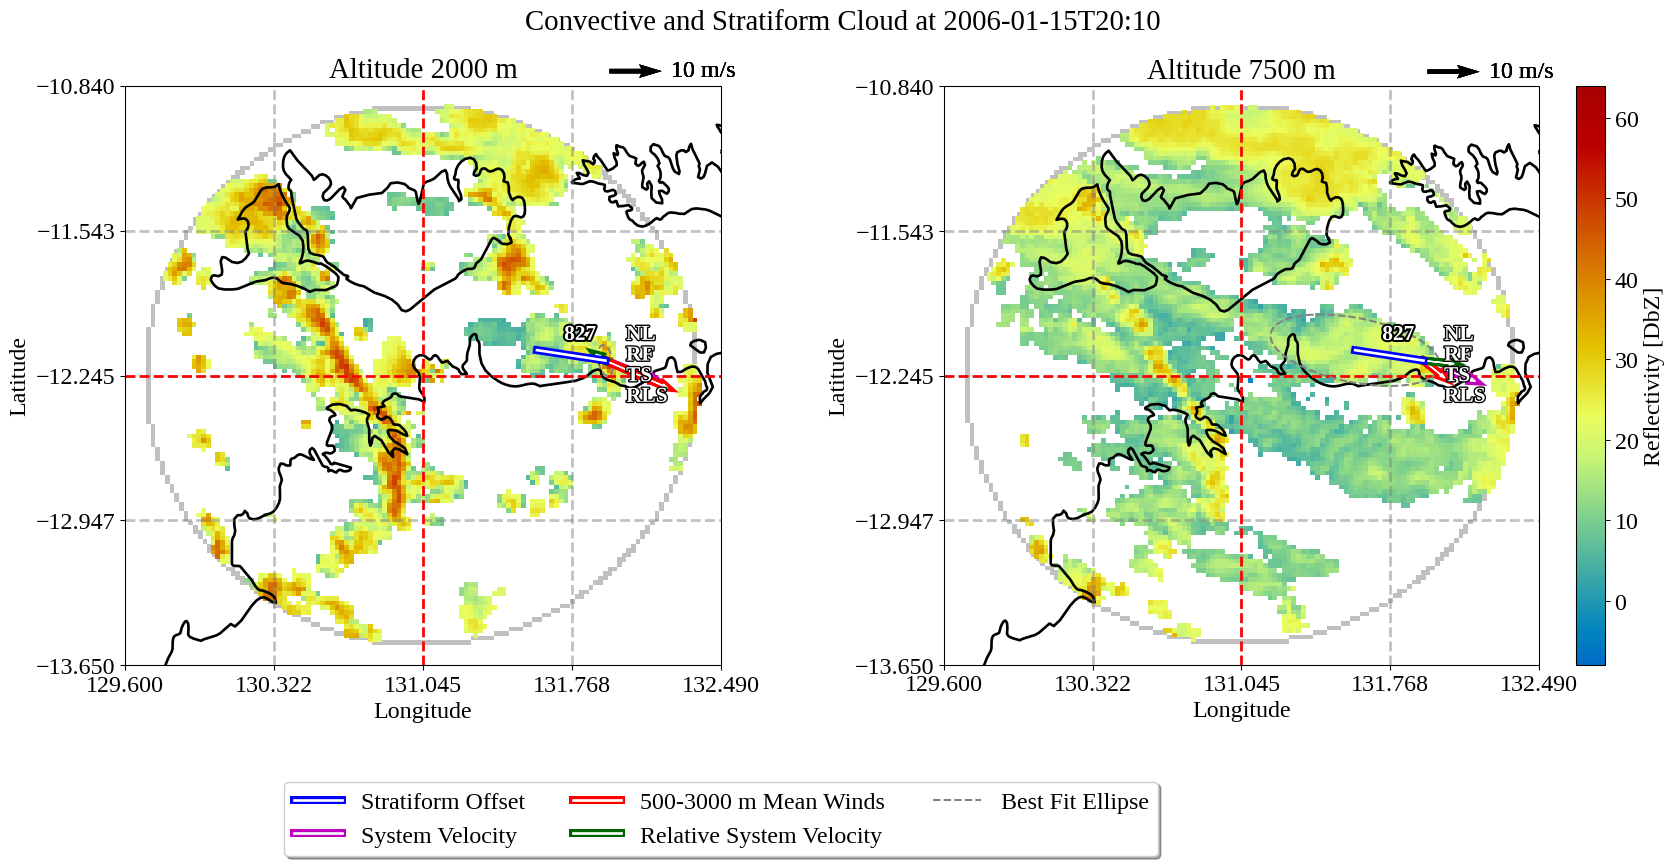 Convective and Stratiform Cloud at 2006-01-15T20:10
Altitude 2000 m
10 m/s
Altitude 7500 m
10 m/s
−10.840
−11.543
−12.245
−12.947
−13.650
Latitude
129.600
130.322
131.045
131.768
132.490
Longitude
827
NL
RF
TS
RLS
−10.840
−11.543
−12.245
−12.947
−13.650
Latitude
129.600
130.322
131.045
131.768
132.490
Longitude
827
NL
RF
TS
RLS
60
50
40
30
20
10
0
Reflectivity [DbZ]
Stratiform Offset
500-3000 m Mean Winds
Best Fit Ellipse
System Velocity
Relative System Velocity